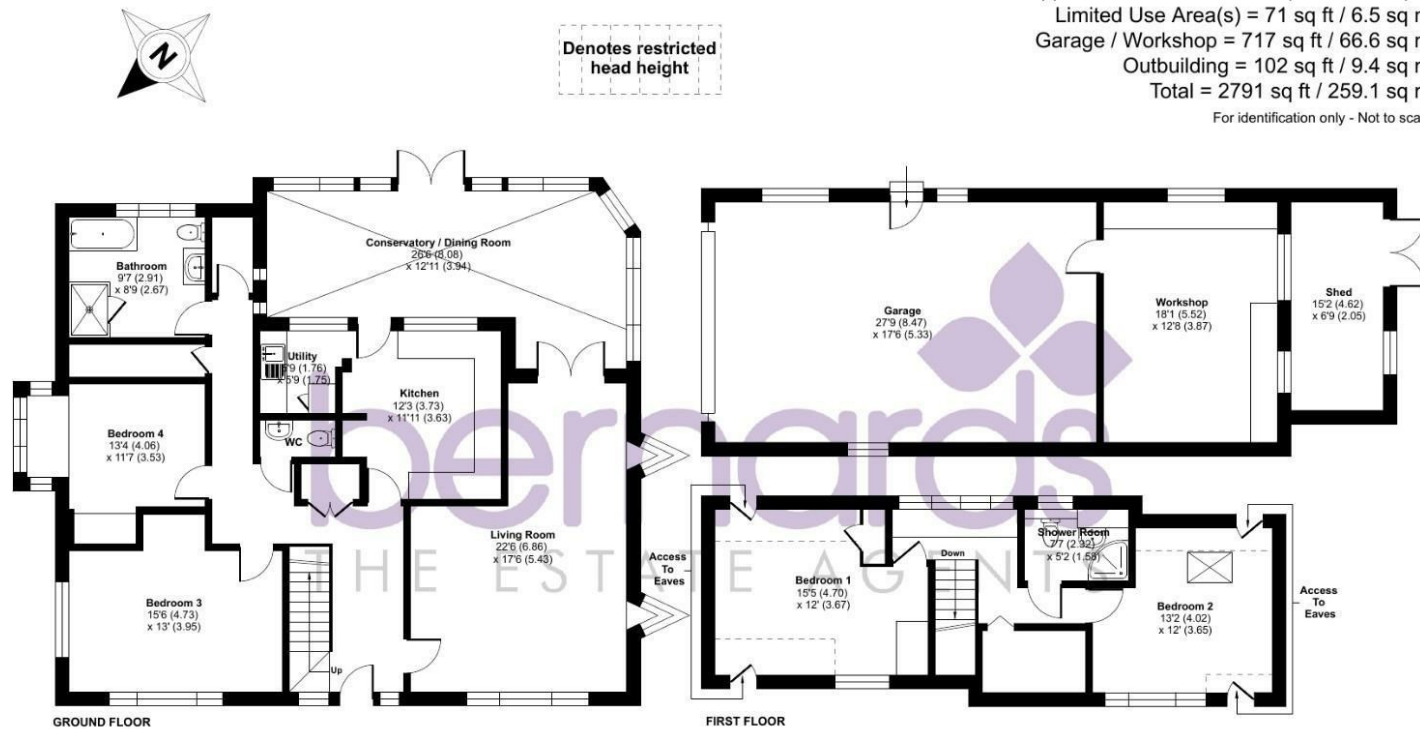 N
Denotes restricted
head height
Limited Use Area(s) = 71 sq ft / 6.5 sq
Garage / Workshop = 717 sq ft / 66.6 sq
Outbuilding = 102 sq ft / 9.4 sq
Total = 2791 sq ft / 259.1 sq
For identification only - Not to
Bathroom
9'7 (2.91)
x 8'9 (2.67)
Conservatory / Dining Room
26'6 (8.08)
x 12'11 (3.94)
Utility
5'9 (1.76)
x 5'9 (1.75)
Kitchen
12'3 (3.73)
x 11'11 (3.63)
WC
Bedroom 4
13'4 (4.06)
x 11'7 (3.53)
Living Room
22'6 (6.86)
x 17'6 (5.43)
Bedroom 3
15'6 (4.73)
x 13' (3.95)
Up
GROUND FLOOR
Garage
27'9 (8.47)
x 17'6 (5.33)
Workshop
18'1 (5.52)
x 12'8 (3.87)
Shed
15'2 (4.62)
x 6'9 (2.05)
Access
To
Eaves
Bedroom 1
15'5 (4.70)
x 12' (3.67)
Down
Shower Room
7'7 (2.32)
x 5'2 (1.58)
Bedroom 2
13'2 (4.02)
x 12' (3.65)
Access
To
Eaves
FIRST FLOOR
bernards
THE ESTATE AGENTS